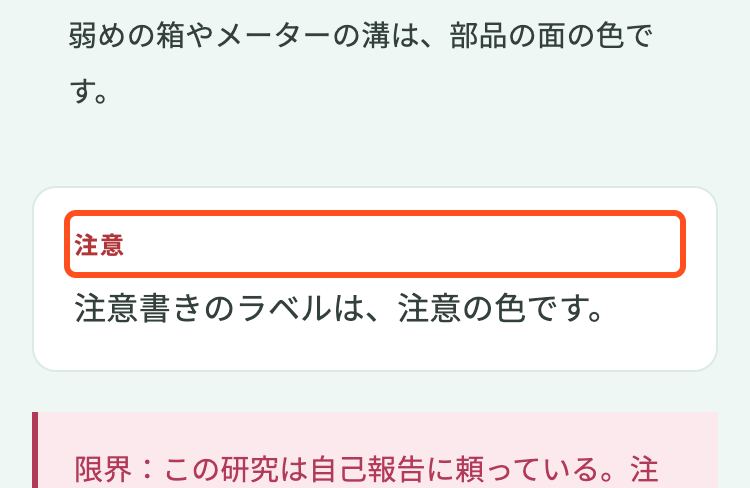 弱めの箱やメーターの溝は、部品の面の色で
す。
注意
注意書きのラベルは、注意の色です。
限界：この研究は自己報告に頼っている。注